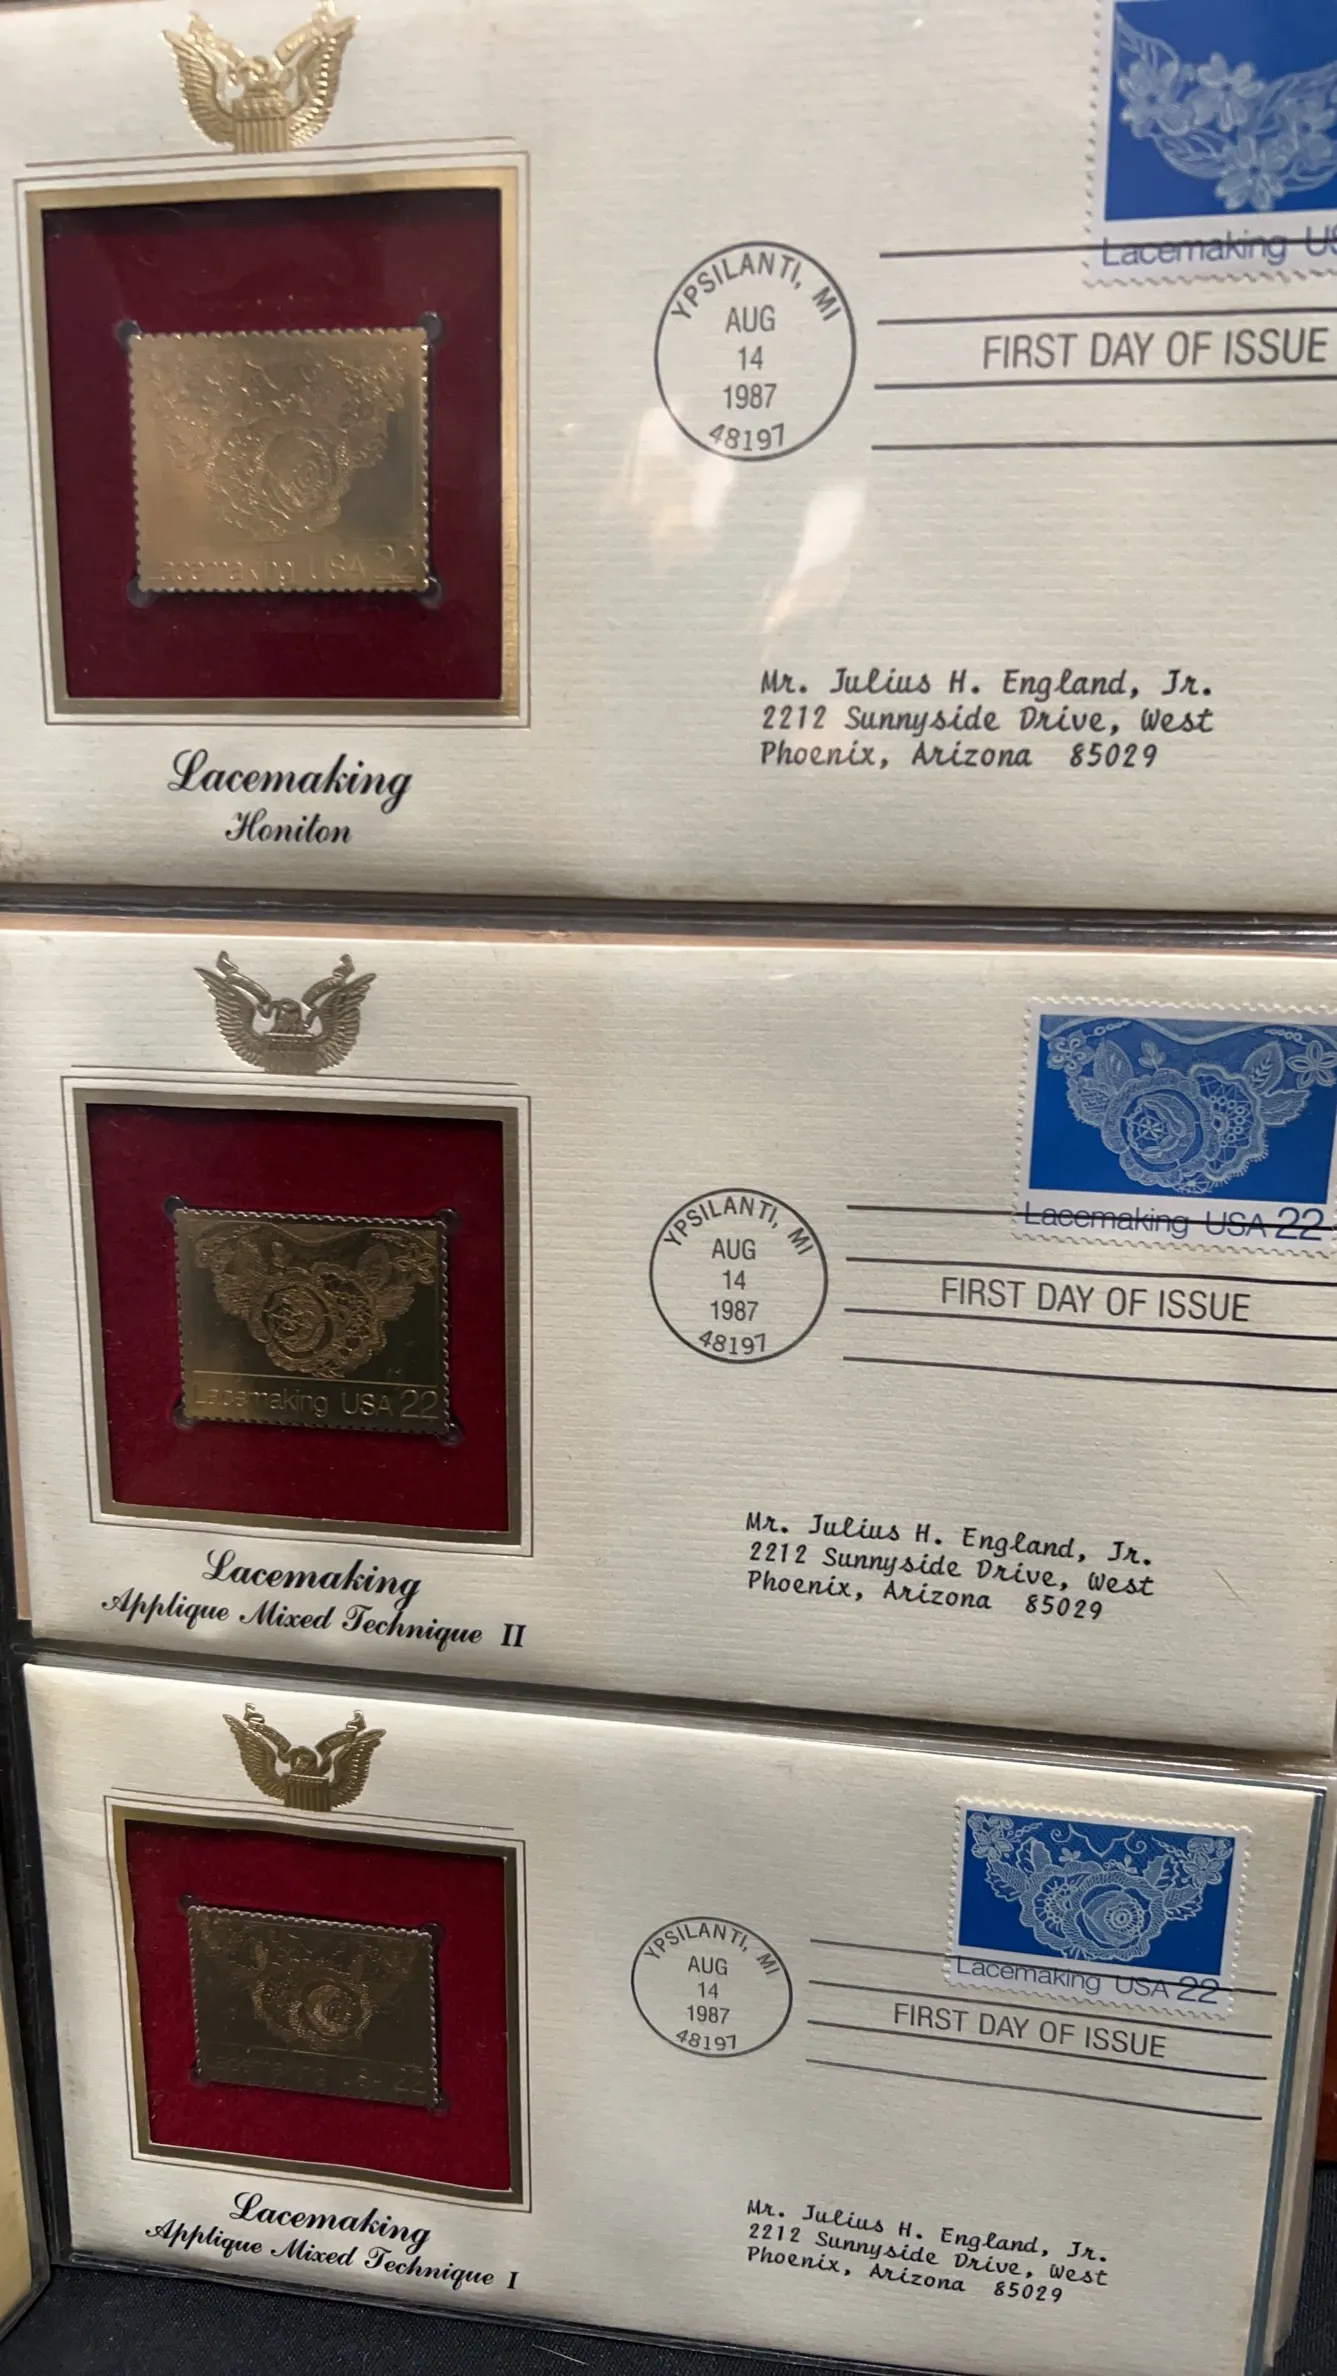 Lacemaking US
YPSILANTI, MI
AUG
14
1987
48197
FIRST DAY OF ISSUE
Lacemaking USA 22
Mr. Julius H. England, Jr.
2212 Sunnyside Drive, West
Phoenix, Arizona 85029
Lacemaking
Honiton
Lacemaking USA 22
YPSILANTI, MI
AUG
14
1987
48197
FIRST DAY OF ISSUE
Lacemaking USA 22
Mr. Julius H. England, Jr.
2212 Sunnyside Drive, West
Phoenix, Arizona 85029
Lacemaking
Applique Mixed Technique II
Lacemaking USA 22
YPSILANTI, MI
AUG
14
1987
48197
FIRST DAY OF ISSUE
22
Mr. Julius H. England, Jr.
2212 Sunnyside Drive, West
Phoenix, Arizona 85029
Lacemaking
Applique Mixed Technique I